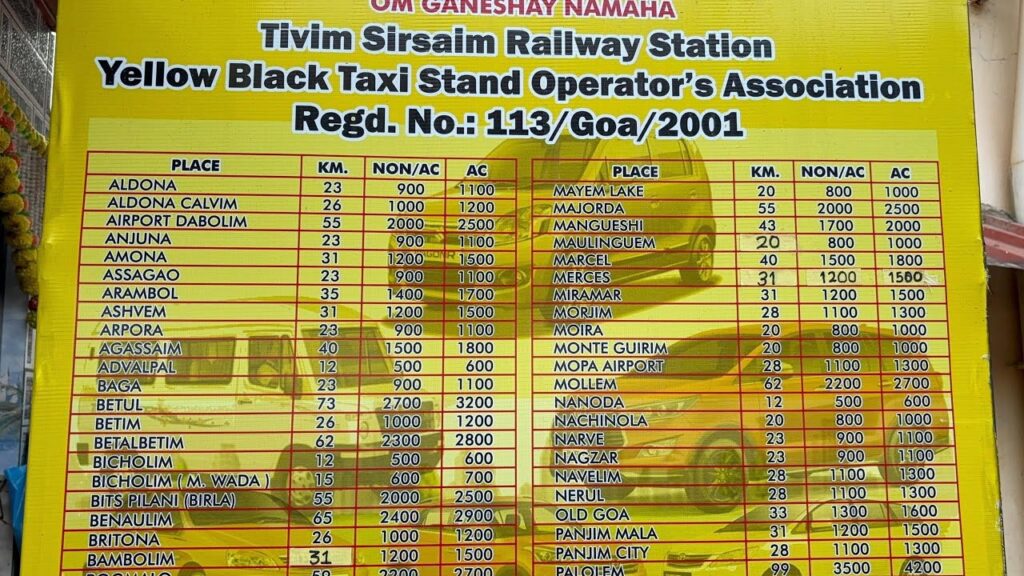 OM GANESHAY NAMAHA
Tivim Sirsaim Railway Station
Yellow Black Taxi Stand Operator's Association
Regd. No.: 113/Goa/2001
PLACE KM. NON/AC AC PLACE KM. NON/AC AC
ALDONA 23 900 1100 MAYEM LAKE 20 800 1000
ALDONA CALVIM 26 1000 1200 MAJORDA 55 2000 2500
AIRPORT DABOLIM 55 2000 2500 MANGUESHI 43 1700 2000
ANJUNA 23 900 1100 MAULINGUEM 20 800 1000
AMONA 31 1200 1500 MARCEL 40 1500 1800
ASSAGAO 23 900 1100 MERCES 31 1200 1500
ARAMBOL 35 1400 1700 MIRAMAR 31 1200 1500
ASHVEM 31 1200 1500 MORJIM 28 1100 1300
ARPORA 23 900 1100 MOIRA 20 800 1000
AGASSAIM 40 1500 1800 MONTE GUIRIM 20 800 1000
ADVALPAL 12 500 600 MOPA AIRPORT 28 1100 1300
BAGA 23 900 1100 MOLLEM 62 2200 2700
BETUL 73 2700 3200 NANODA 12 500 600
BETIM 26 1000 1200 NACHINOLA 20 800 1000
BETALBETIM 62 2300 2800 NARVE 23 900 1100
BICHOLIM 12 500 600 NAGZAR 23 900 1100
BICHOLIM ( M. WADA ) 15 600 700 NAVELIM 28 1100 1300
BITS PILANI (BIRLA) 55 2000 2500 NERUL 28 1100 1300
BENAULIM 65 2400 2900 OLD GOA 33 1300 1600
BRITONA 26 1000 1200 PANJIM MALA 31 1200 1500
BAMBOLIM 31 1200 1500 PANJIM CITY 28 1100 1300
2700 PALOLEM 99 3500 4200